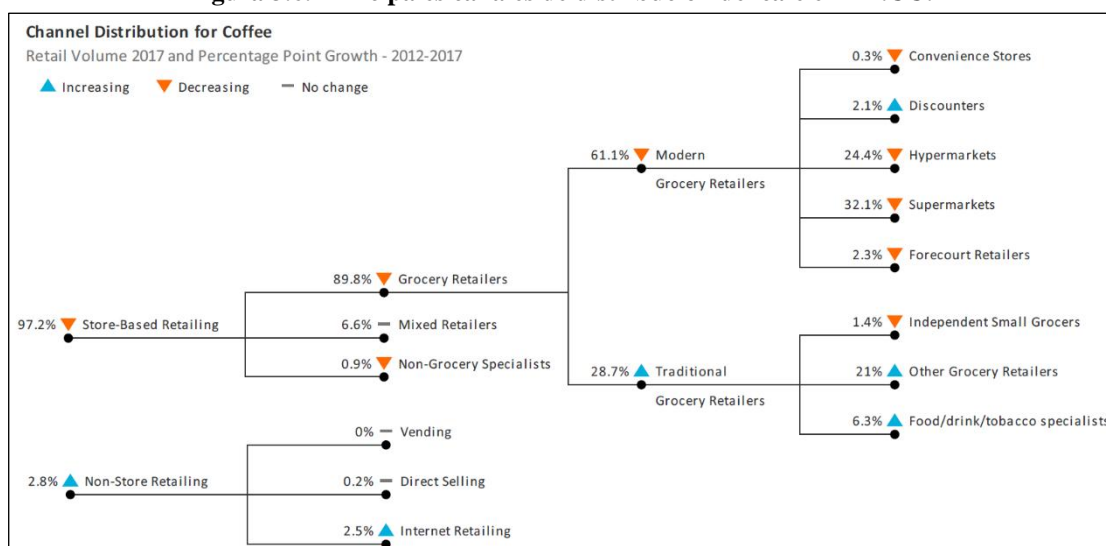 Channel Distribution for Coffee
Retail Volume 2017 and Percentage Point Growth - 2012-2017
Increasing Decreasing No change
0.3% Convenience Stores
2.1% Discounters
61.1% Modern
Grocery Retailers
24.4% Hypermarkets
32.1% Supermarkets
2.3% Forecourt Retailers
89.8% Grocery Retailers
97.2% Store-Based Retailing
6.6% Mixed Retailers
0.9% Non-Grocery Specialists
28.7% Traditional
Grocery Retailers
1.4% Independent Small Grocers
21% Other Grocery Retailers
6.3% Food/drink/tobacco specialists
0% Vending
2.8% Non-Store Retailing
0.2% Direct Selling
2.5% Internet Retailing